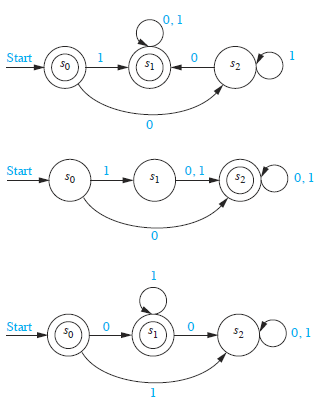 0, 1
Start s0 1 s1 0 s2 1
0
Start s0 1 s1 0, 1 s2 0, 1
0
1
Start s0 0 s1 0 s2 0, 1
1